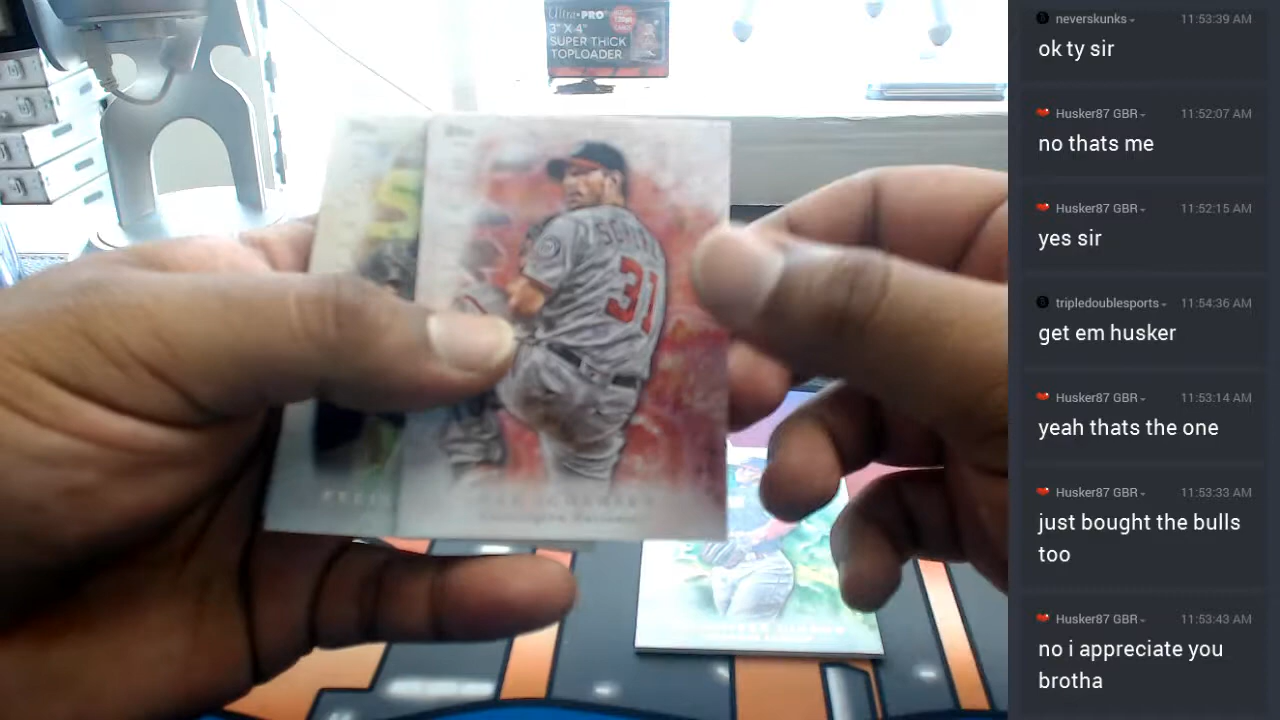 Ultra·PRO
3" X 4"
SUPER THICK
TOPLOADER
31
neverskunks
11:53:39 AM
ok ty sir
Husker87 GBR
11:52:07 AM
no thats me
Husker87 GBR
11:52:15 AM
yes sir
tripledoublesports
11:54:36 AM
get em husker
Husker87 GBR
11:53:14 AM
yeah thats the one
Husker87 GBR
11:53:33 AM
just bought the bulls
too
Husker87 GBR
11:53:43 AM
no i appreciate you
brotha